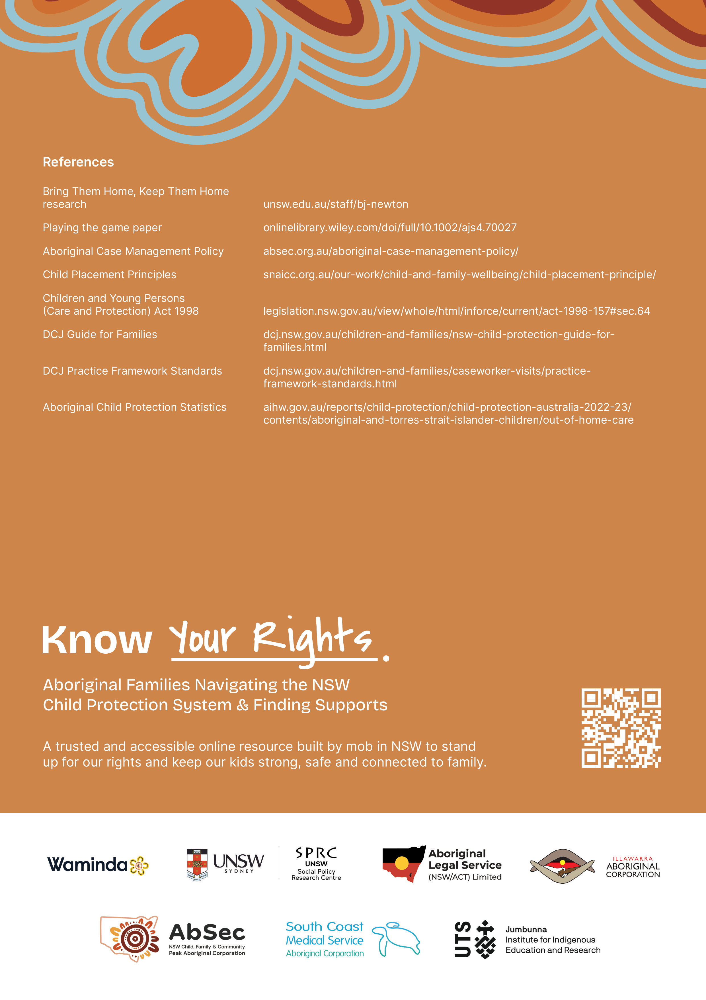 References
Bring Them Home, Keep Them Home
research
unsw.edu.au/staff/bj-newton
Playing the game paper
onlinelibrary.wiley.com/doi/full/10.1002/ajs4.70027
Aboriginal Case Management Policy
absec.org.au/aboriginal-case-management-policy/
Child Placement Principles
snaicc.org.au/our-work/child-and-family-wellbeing/child-placement-principle/
Children and Young Persons
(Care and Protection) Act 1998
legislation.nsw.gov.au/view/whole/html/inforce/current/act-1998-157#sec.64
DCJ Guide for Families
dcj.nsw.gov.au/children-and-families/nsw-child-protection-guide-for-
families.html
DCJ Practice Framework Standards
dcj.nsw.gov.au/children-and-families/caseworker-visits/practice-
framework-standards.html
Aboriginal Child Protection Statistics
aihw.gov.au/reports/child-protection/child-protection-australia-2022-23/
contents/aboriginal-and-torres-strait-islander-children/out-of-home-care
Know Your Rights.
Aboriginal Families Navigating the NSW
Child Protection System & Finding Supports
A trusted and accessible online resource built by mob in NSW to stand
up for our rights and keep our kids strong, safe and connected to family.
Waminda
UNSW
SYDNEY
SPRC
UNSW
Social Policy
Research Centre
Aboriginal
Legal Service
(NSW/ACT) Limited
ILLAWARRA
ABORIGINAL
CORPORATION
AbSec
NSW Child, Family & Community
Peak Aboriginal Corporation
South Coast
Medical Service
Aboriginal Corporation
UTS
Jumbunna
Institute for Indigenous
Education and Research